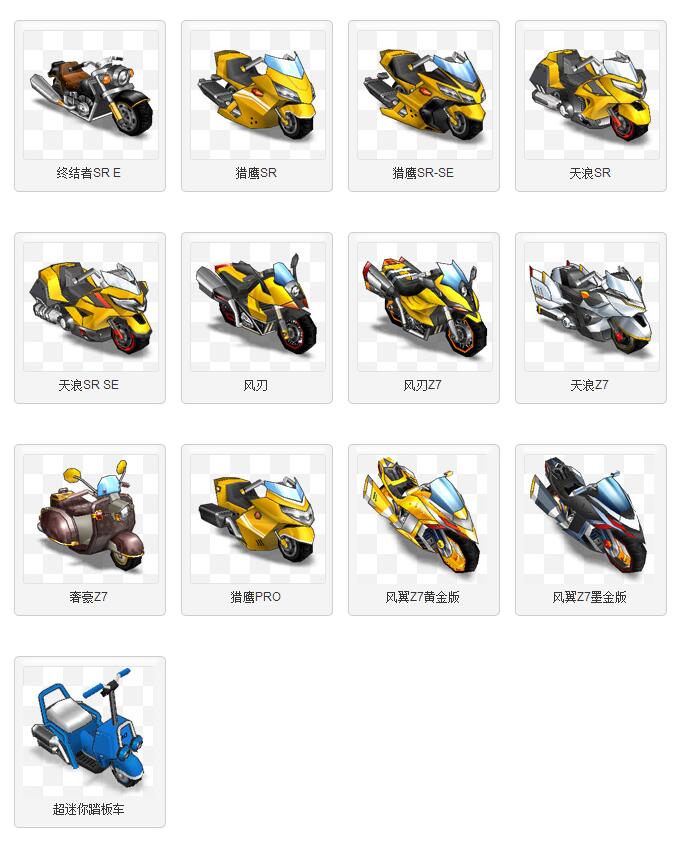 终结者SR E
猎鹰SR
猎鹰SR-SE
天浪SR
天浪SR SE
风刃
风刃Z7
天浪Z7
奢豪Z7
猎鹰PRO
风翼Z7黄金版
风翼Z7墨金版
超迷你踏板车